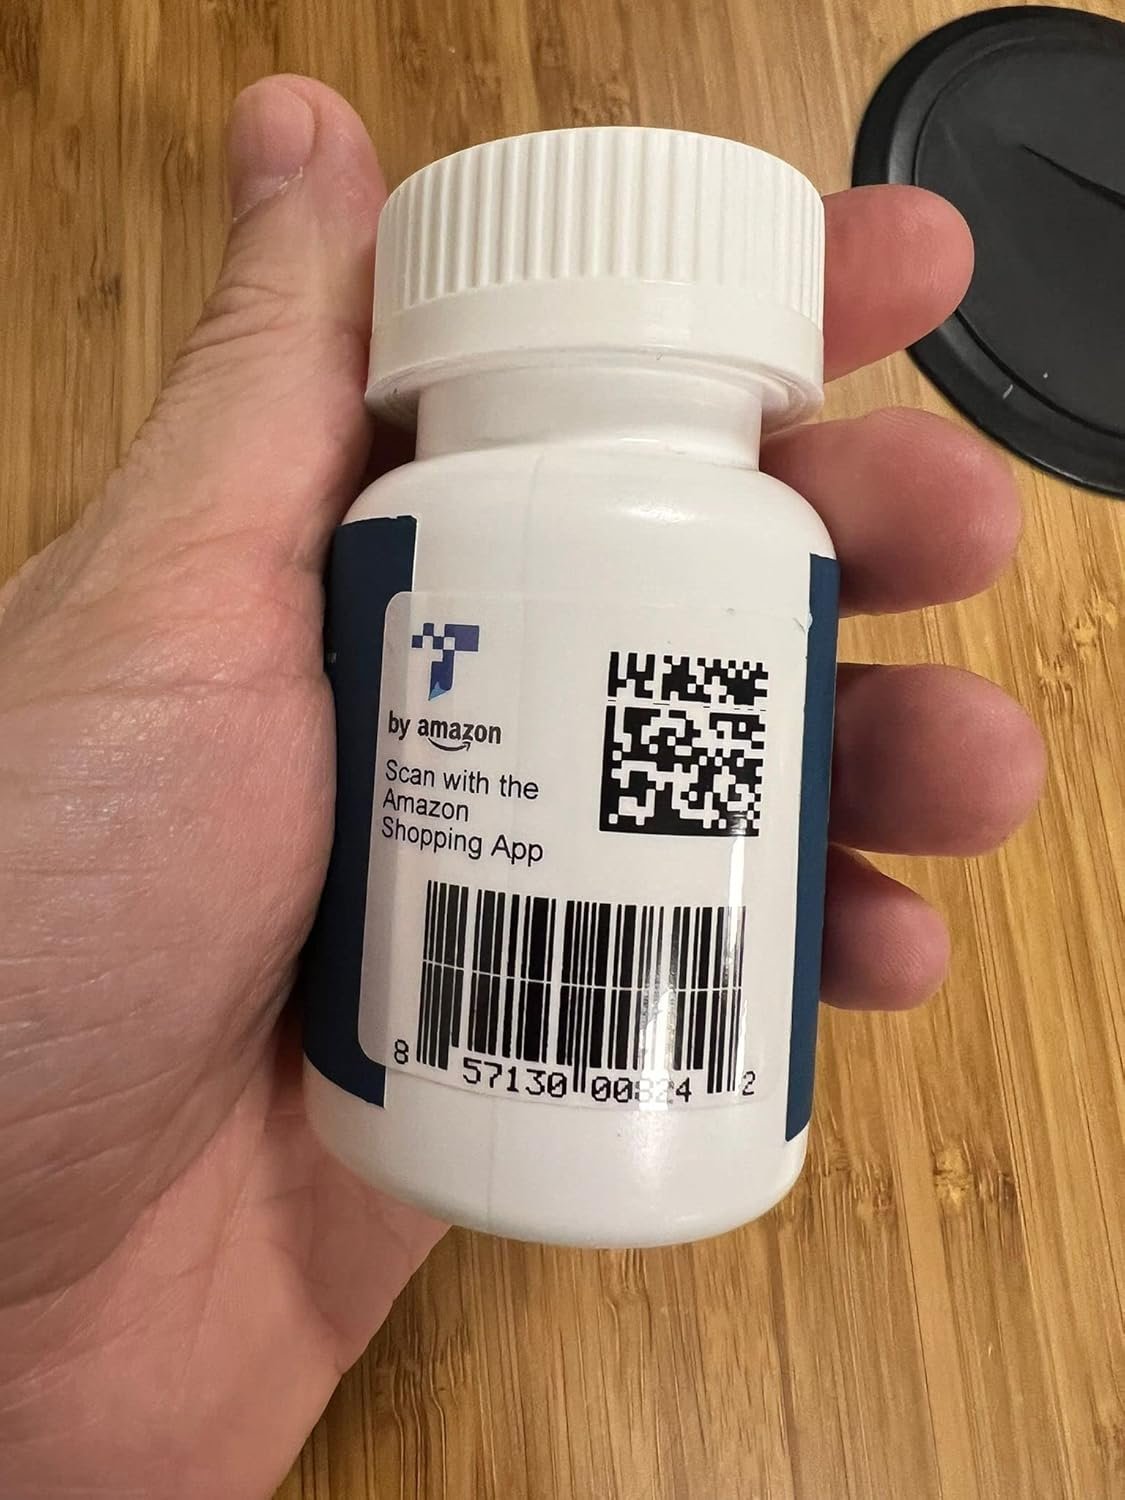 by amazon
Scan with the
Amazon
Shopping App
8 57130 00824 2